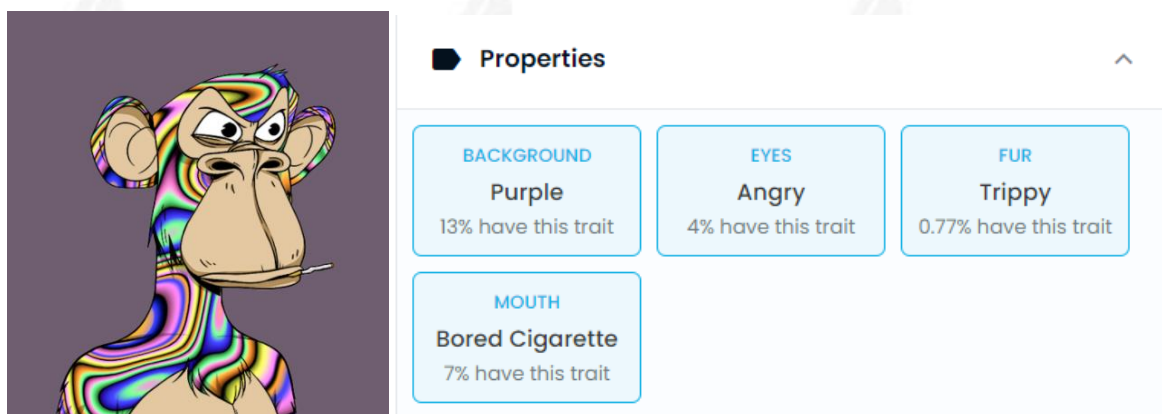 Properties
BACKGROUND
Purple
13% have this trait
EYES
Angry
4% have this trait
FUR
Trippy
0.77% have this trait
MOUTH
Bored Cigarette
7% have this trait